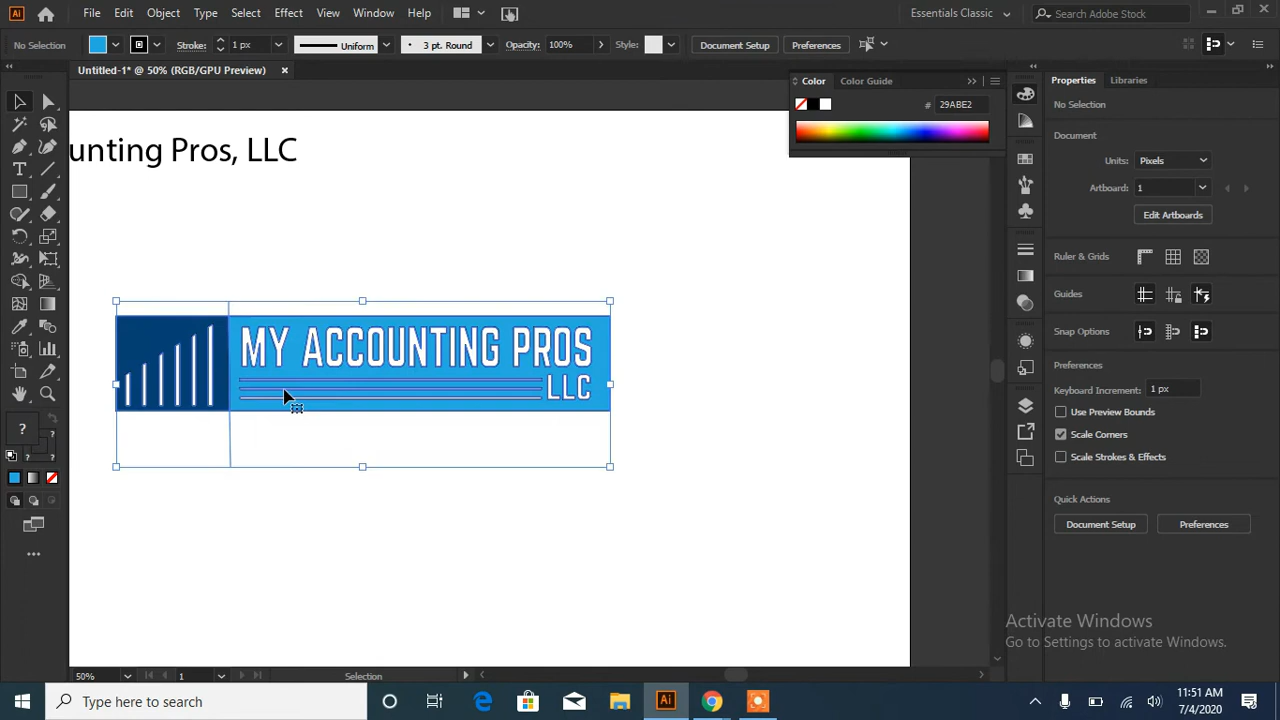 Ai File Edit Object Type Select Effect View Window Help Essentials Classic Search Adobe Stock
No Selection Stroke: 1 px Uniform 3 pt. Round Opacity: 100% Style: Document Setup Preferences
Untitled-1* @ 50% (RGB/GPU Preview)
Color Color Guide
# 29ABE2
Properties Libraries
No Selection
Document
Units: Pixels
Artboard: 1
Edit Artboards
Ruler & Grids
Guides
Snap Options
Preferences
Keyboard Increment: 1 px
Use Preview Bounds
Scale Corners
Scale Strokes & Effects
Quick Actions
Document Setup Preferences
unting Pros, LLC
MY ACCOUNTING PROS
LLC
? ? ?
Activate Windows
Go to Settings to activate Windows.
50% 1 Selection
Type here to search
Ai
11:51 AM
7/4/2020